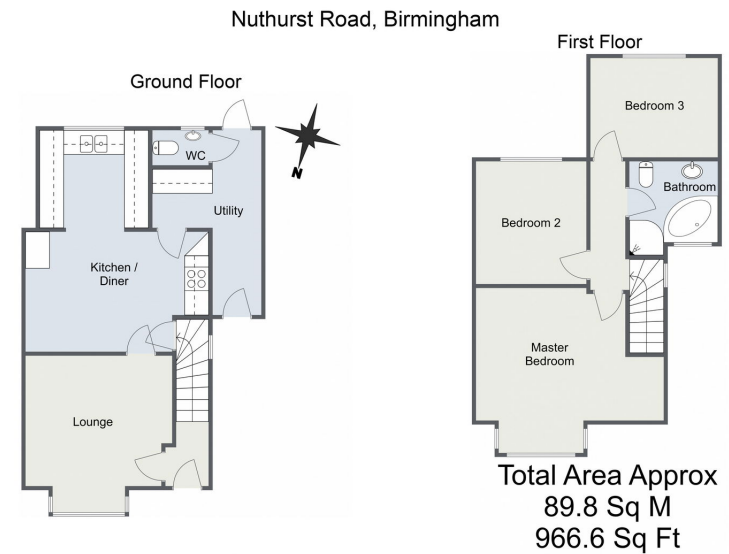 Nuthurst Road, Birmingham
Ground Floor
WC
Utility
Kitchen /
Diner
Lounge
N
First Floor
Bedroom 3
Bathroom
Bedroom 2
Master
Bedroom
Total Area Approx
89.8 Sq M
966.6 Sq Ft